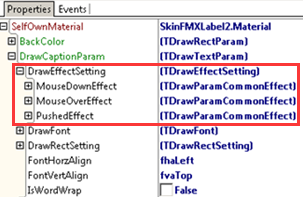 Properties Events
SelfOwnMaterial SkinFMXLabel2.Material
BackColor (TDrawRectParam)
DrawCaptionParam (TDrawTextParam)
DrawEffectSetting (TDrawEffectSetting)
MouseDownEffect (TDrawParamCommonEffect)
MouseOverEffect (TDrawParamCommonEffect)
PushedEffect (TDrawParamCommonEffect)
DrawFont (TDrawFont)
DrawRectSetting (TDrawRectSetting)
FontHorzAlign fhaLeft
FontVertAlign fvaTop
IsWordWrap False